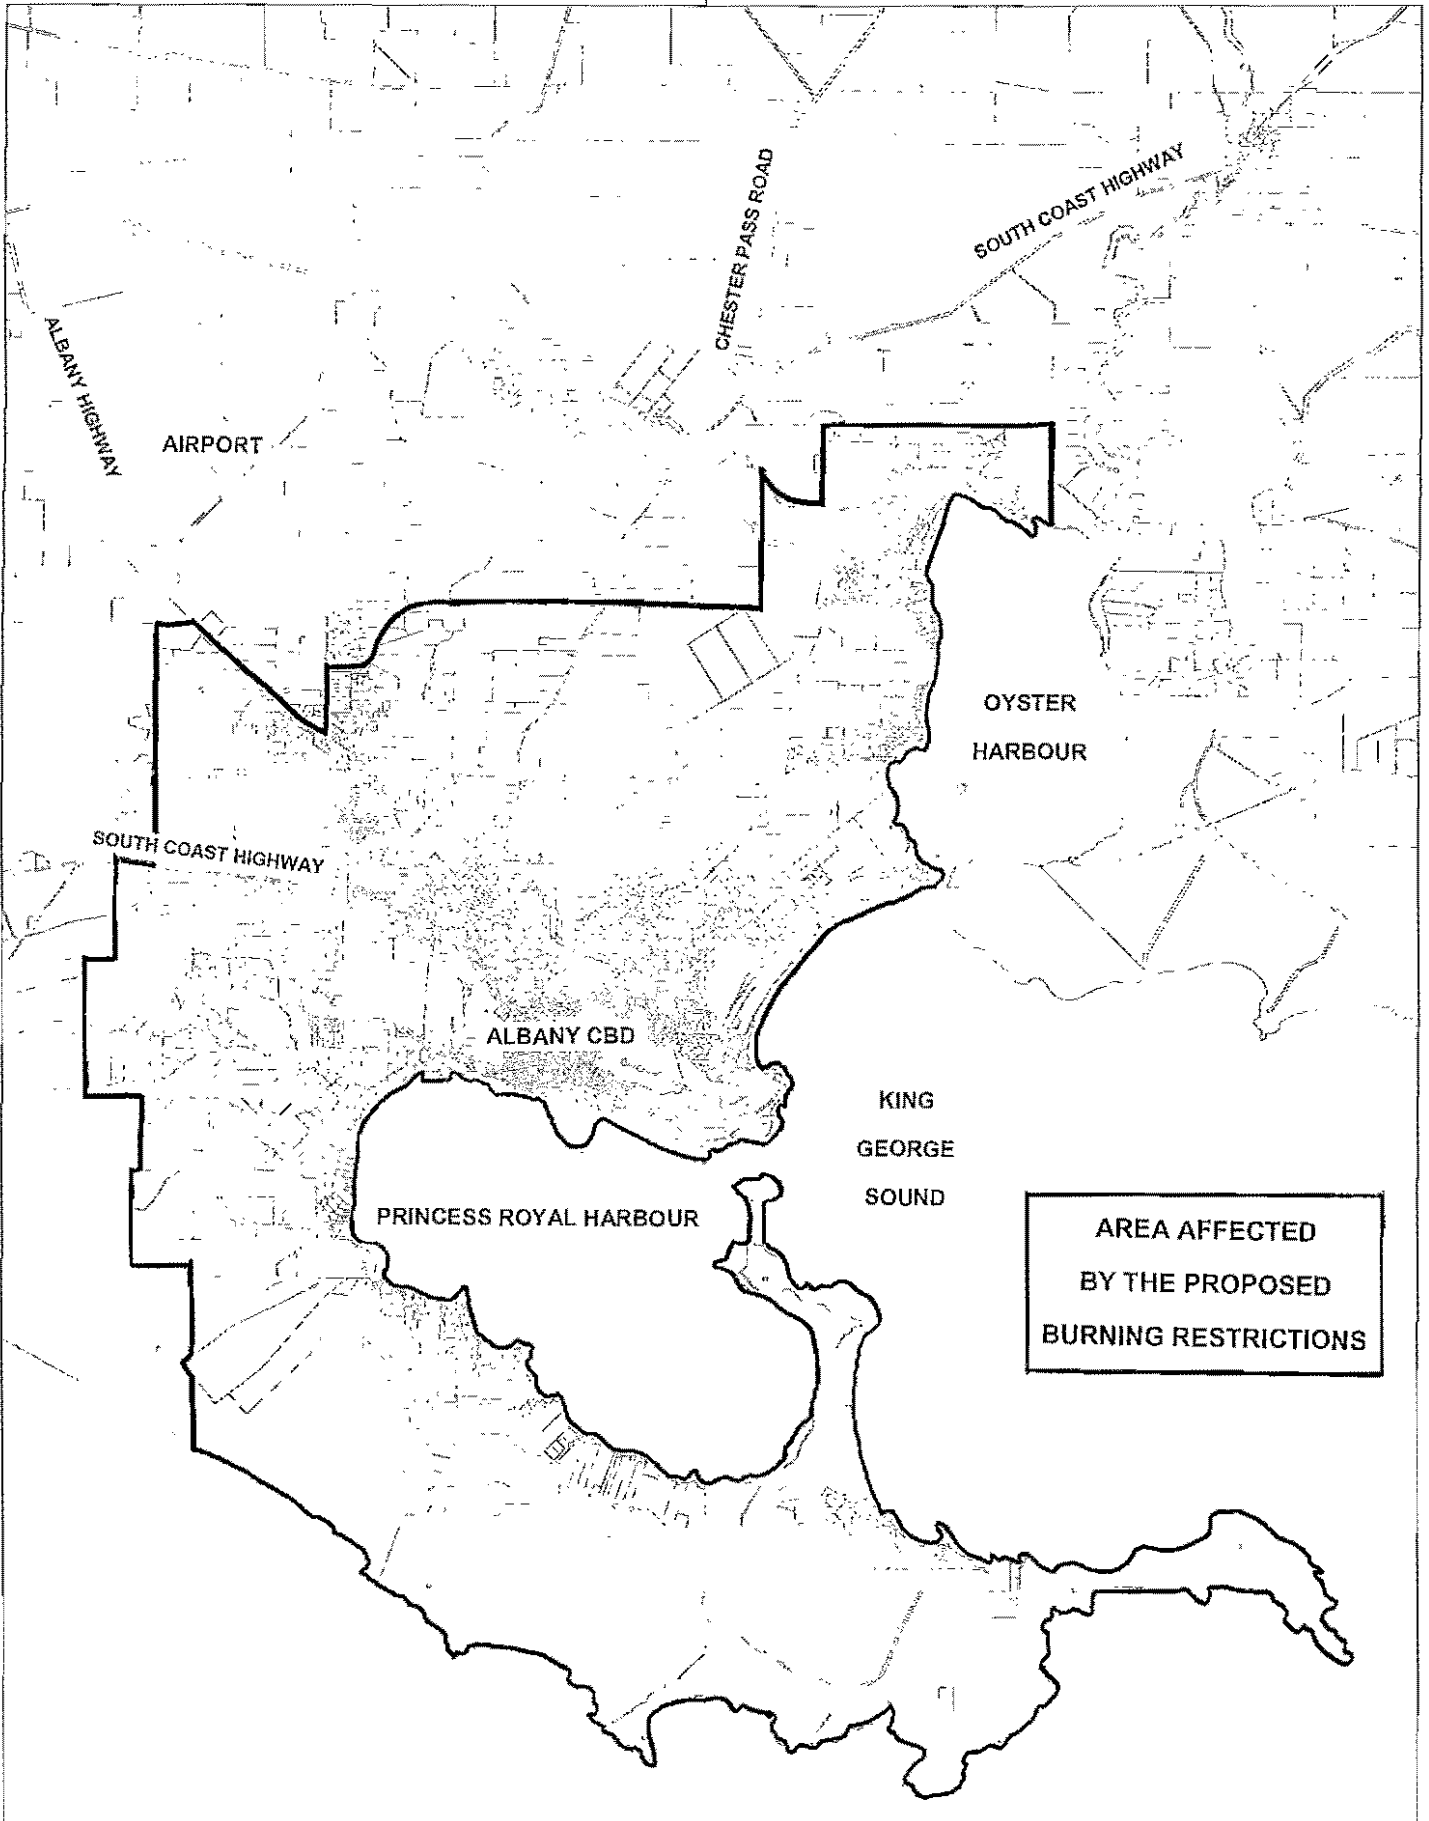 CHESTER PASS ROAD
SOUTH COAST HIGHWAY
ALBANY HIGHWAY
AIRPORT
OYSTER
HARBOUR
SOUTH COAST HIGHWAY
ALBANY CBD
KING
GEORGE
SOUND
PRINCESS ROYAL HARBOUR
AREA AFFECTED
BY THE PROPOSED
BURNING RESTRICTIONS